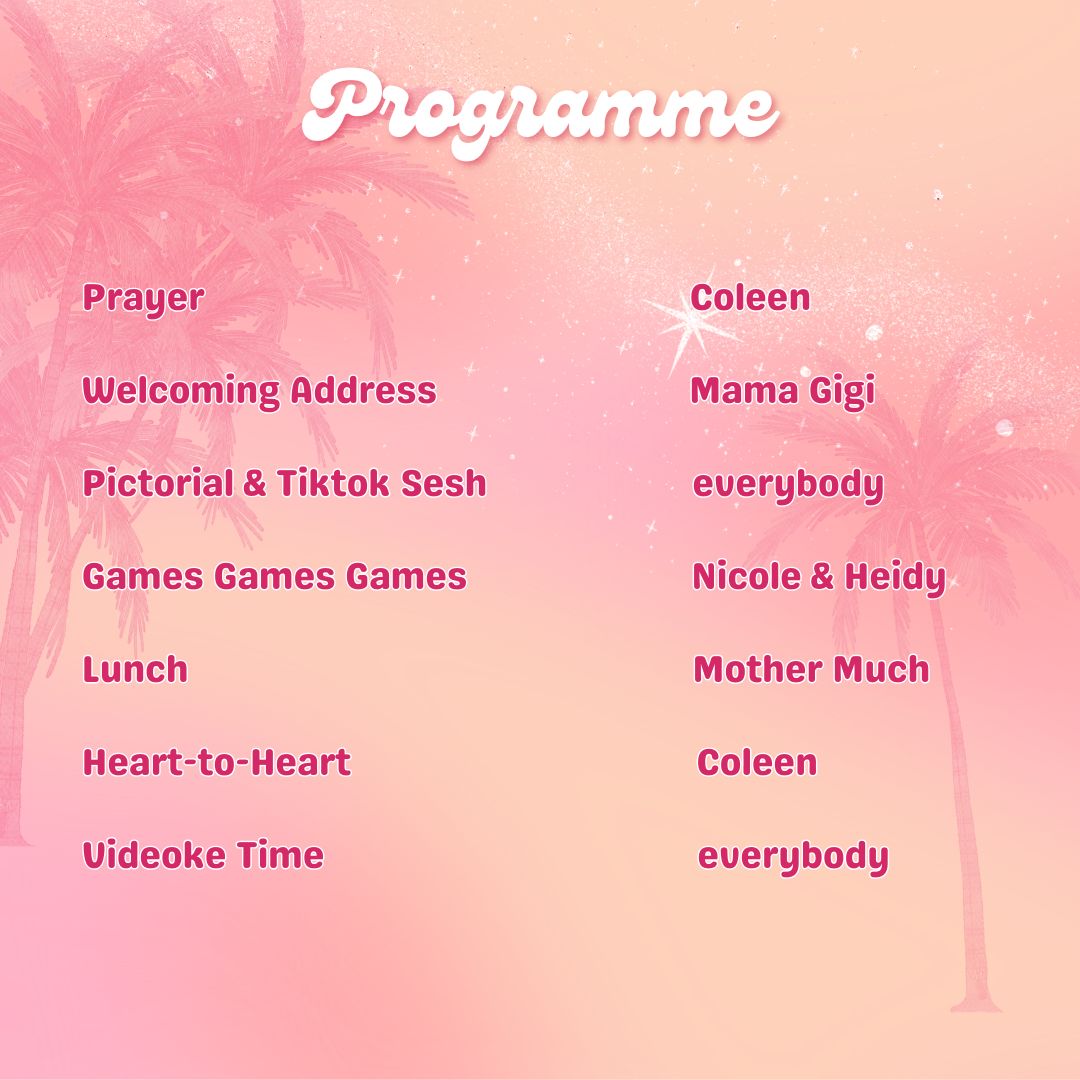 Programme
Prayer Coleen
Welcoming Address Mama Gigi
Pictorial & Tiktok Sesh everybody
Games Games Games Nicole & Heidy
Lunch Mother Much
Heart-to-Heart Coleen
Videoke Time everybody